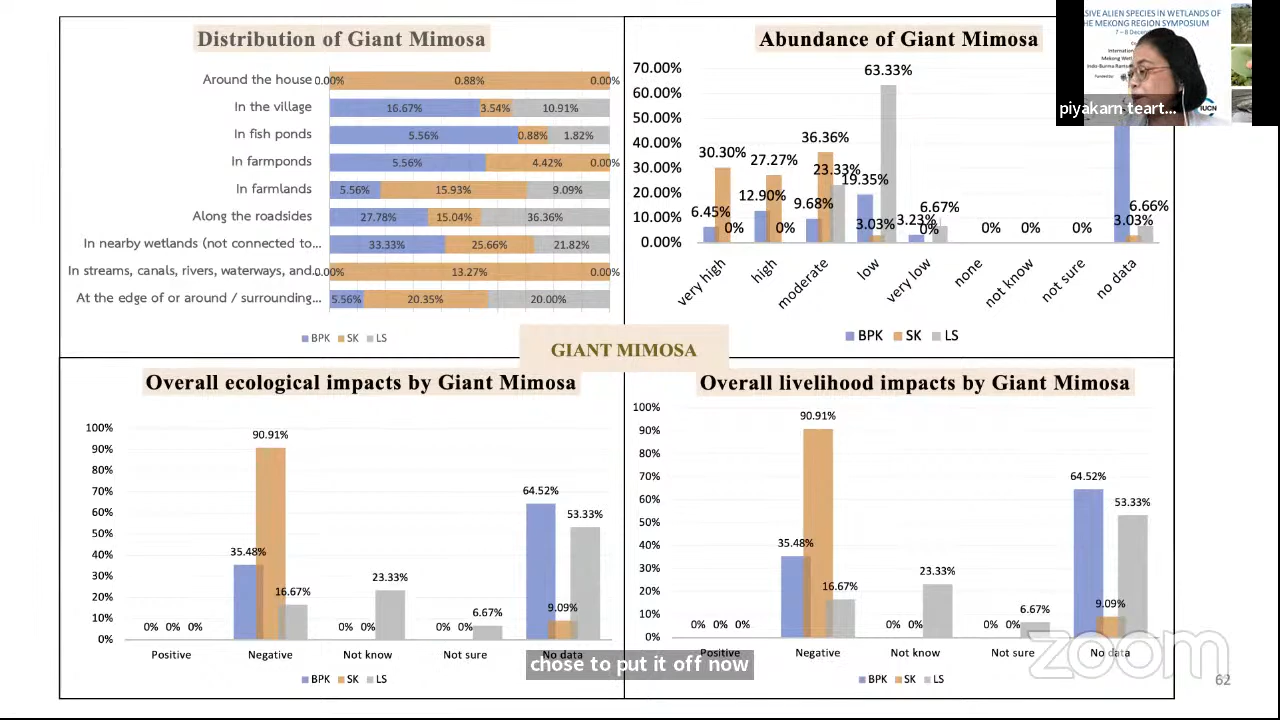 Distribution of Giant Mimosa
Around the house 0.00% 0.88% 0.00%
In the village 16.67% 3.54% 10.91%
In fish ponds 5.56% 0.88% 1.82%
In farmponds 5.56% 4.42% 0.00%
In farmlands 5.56% 15.93% 9.09%
Along the roadsides 27.78% 15.04% 36.36%
In nearby wetlands (not connected to... 33.33% 25.66% 21.82%
In streams, canals, rivers, waterways, and... 0.00% 13.27% 0.00%
At the edge of or around / surrounding... 5.56% 20.35% 20.00%
BPK SK LS
Abundance of Giant Mimosa
70.00%
60.00%
50.00%
40.00%
30.00%
20.00%
10.00%
0.00%
6.45% 30.30% 0%
12.90% 27.27% 0%
9.68% 36.36% 23.33%
19.35% 3.03% 63.33%
3.23% 0% 6.67%
0% 0% 0%
3.03% 6.66%
very high high moderate low very low none not know not sure no data
BPK SK LS
SIVE ALIEN SPECIES IN WETLANDS OF
THE MEKONG REGION SYMPOSIUM
7 – 8 Decem
piyakarn teart...
IUCN
GIANT MIMOSA
Overall ecological impacts by Giant Mimosa
100%
90%
80%
70%
60%
50%
40%
30%
20%
10%
0%
0% 0% 0%
35.48% 90.91% 16.67%
0% 0% 23.33%
0% 0% 6.67%
64.52% 9.09% 53.33%
Positive Negative Not know Not sure No data
BPK SK LS
Overall livelihood impacts by Giant Mimosa
100%
90%
80%
70%
60%
50%
40%
30%
20%
10%
0%
0% 0% 0%
35.48% 90.91% 16.67%
0% 0% 23.33%
0% 0% 6.67%
64.52% 9.09% 53.33%
Positive Negative Not know Not sure No data
BPK SK LS
chose to put it off now
zoom
62